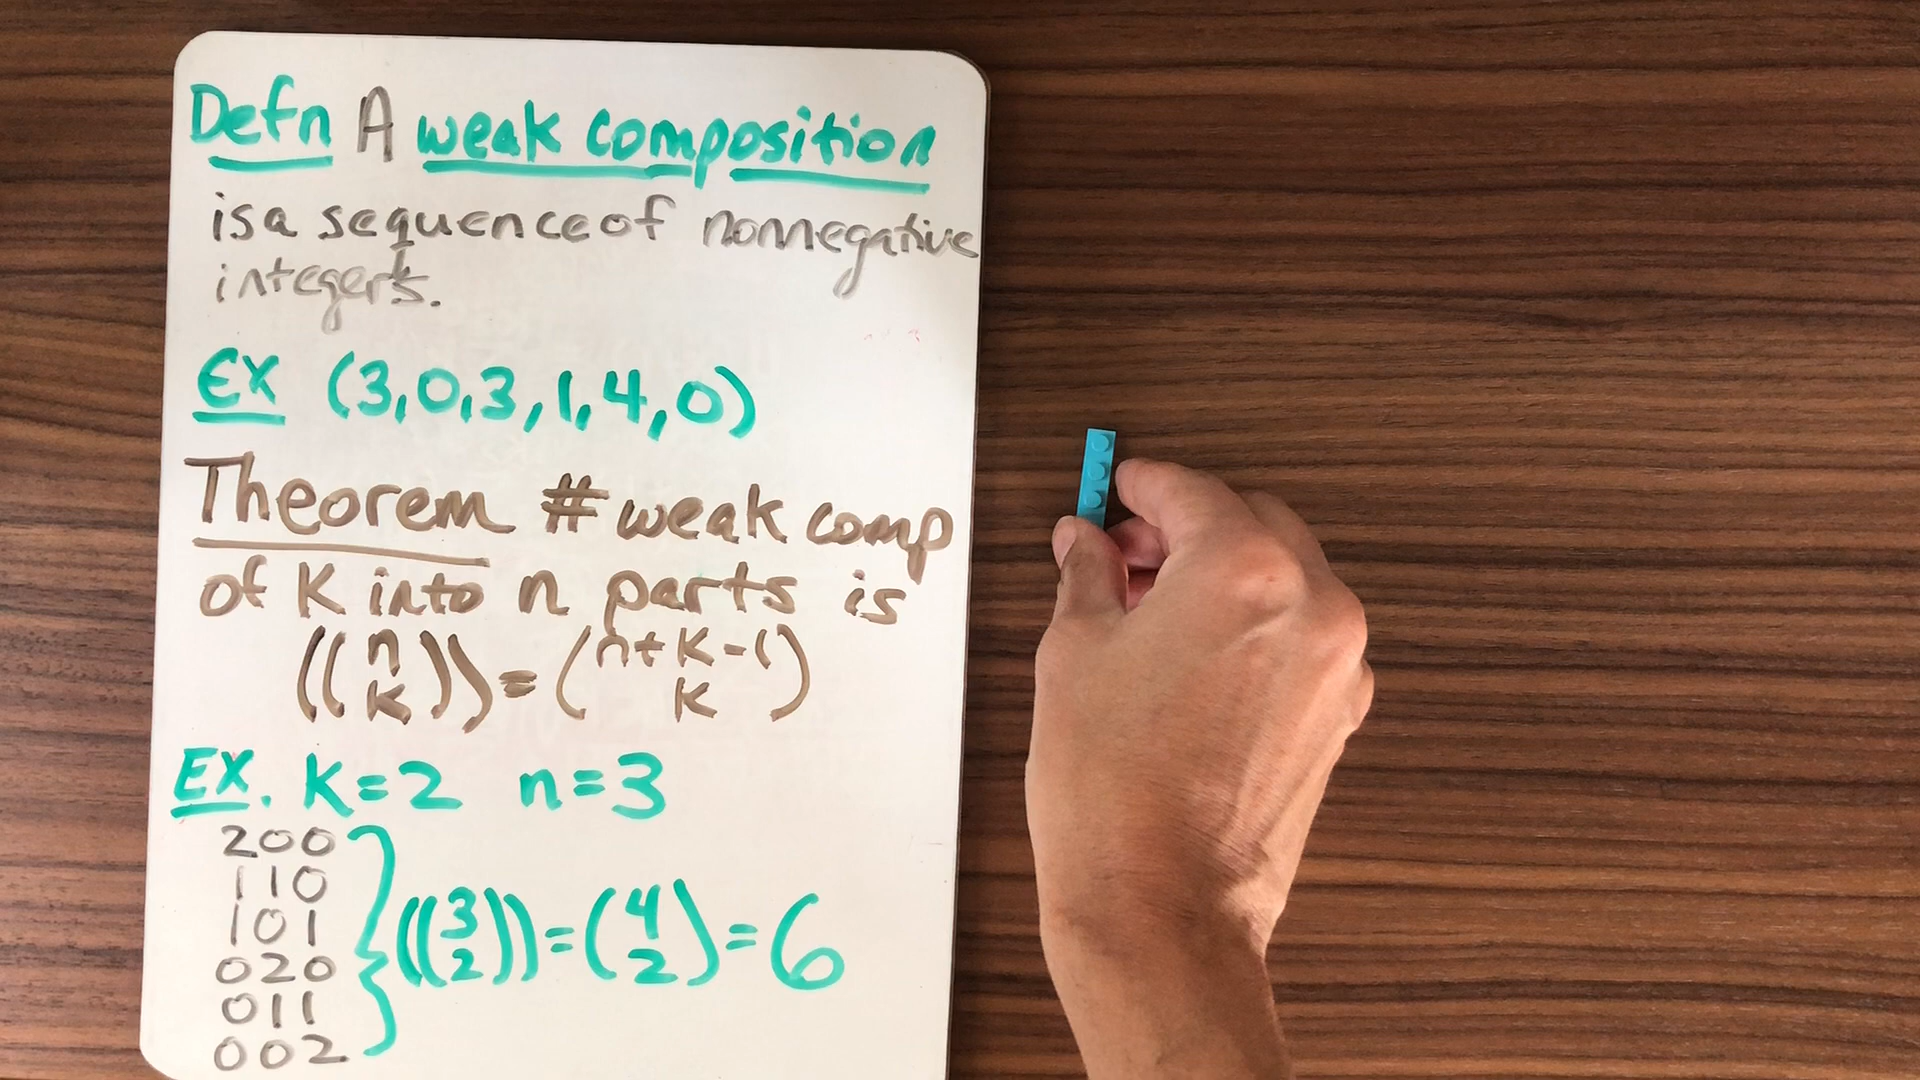 Defn A weak composition
is a sequence of nonnegative
integers.
EX (3,0,3,1,4,0)
Theorem # weak comp
of K into n parts is
((n K)) = (n+K-1 K)
EX. K=2 n=3
200
110
101
020
011
002
((3 2)) = (4 2) = 6